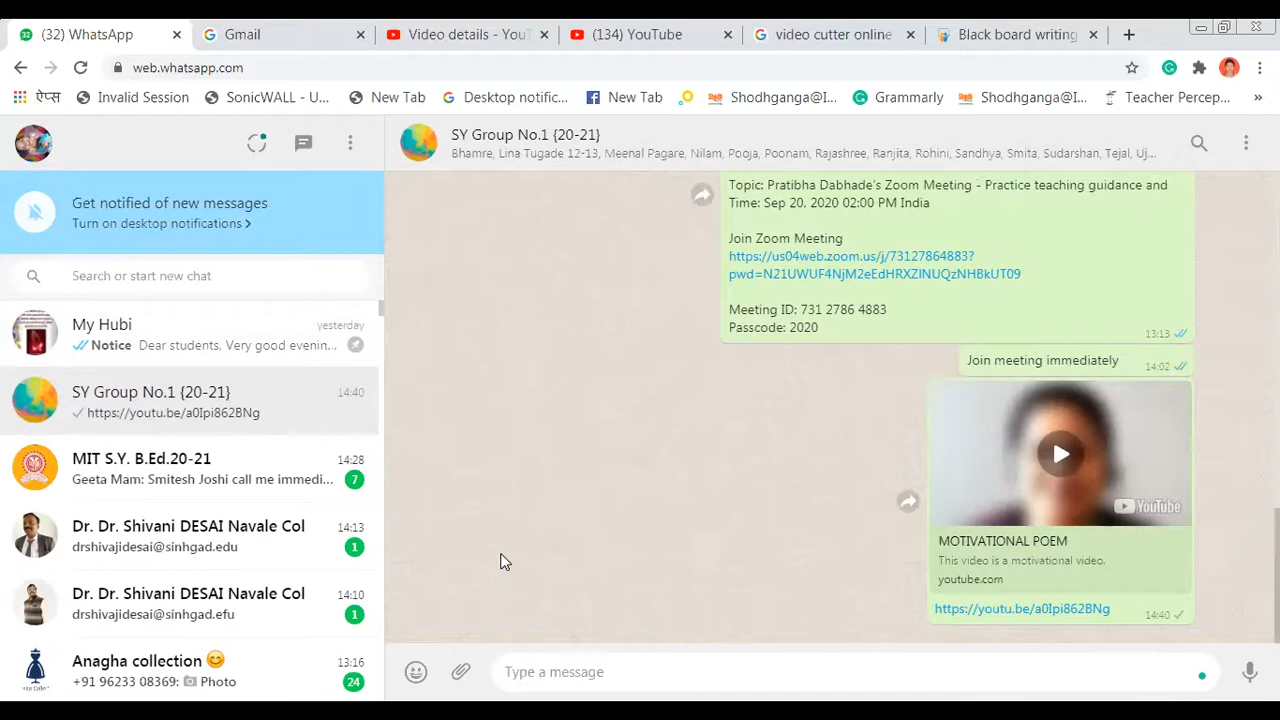 (32) WhatsApp
Gmail
Video details - You
(134) YouTube
video cutter online
Black board writing
web.whatsapp.com
ऐप्स
Invalid Session
SonicWALL - U...
New Tab
Desktop notific...
New Tab
Shodhganga@I...
Grammarly
Shodhganga@I...
Teacher Percep...
»
SY Group No.1 {20-21}
Bhamre, Lina Tugade 12-13, Meenal Pagare, Nilam, Pooja, Poonam, Rajashree, Ranjita, Rohini, Sandhya, Smita, Sudarshan, Tejal, Uj...
Get notified of new messages
Turn on desktop notifications >
Search or start new chat
My Hubi
yesterday
Notice Dear students, Very good evenin...
SY Group No.1 {20-21}
14:40
https://youtu.be/a0Ipi862BNg
MIT S.Y. B.Ed.20-21
14:28
Geeta Mam: Smitesh Joshi call me immedi...
7
Dr. Dr. Shivani DESAI Navale Col
14:13
drshivajidesai@sinhgad.edu
1
Dr. Dr. Shivani DESAI Navale Col
14:10
drshivajidesai@sinhgad.efu
1
Anagha collection 😊
13:16
+91 96233 08369: Photo
24
Topic: Pratibha Dabhade's Zoom Meeting - Practice teaching guidance and
Time: Sep 20, 2020 02:00 PM India
Join Zoom Meeting
https://us04web.zoom.us/j/73127864883?
pwd=N21UWUF4NjM2eEdHRXZlNUQzNHBkUT09
Meeting ID: 731 2786 4883
Passcode: 2020
13:13
Join meeting immediately
14:02
YouTube
MOTIVATIONAL POEM
This video is a motivational video.
youtube.com
https://youtu.be/a0Ipi862BNg
14:40
Type a message